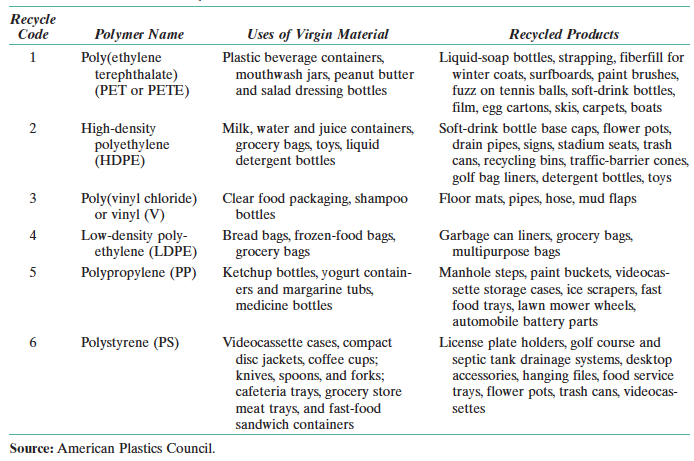 Recycle
Code Polymer Name Uses of Virgin Material Recycled Products
1 Poly(ethylene Plastic beverage containers, Liquid-soap bottles, strapping, fiberfill for
terephthalate) mouthwash jars, peanut butter winter coats, surfboards, paint brushes,
(PET or PETE) and salad dressing bottles fuzz on tennis balls, soft-drink bottles,
film, egg cartons, skis, carpets, boats
2 High-density Milk, water and juice containers, Soft-drink bottle base caps, flower pots,
polyethylene grocery bags, toys, liquid drain pipes, signs, stadium seats, trash
(HDPE) detergent bottles cans, recycling bins, traffic-barrier cones,
golf bag liners, detergent bottles, toys
3 Poly(vinyl chloride) Clear food packaging, shampoo Floor mats, pipes, hose, mud flaps
or vinyl (V) bottles
4 Low-density poly- Bread bags, frozen-food bags, Garbage can liners, grocery bags,
ethylene (LDPE) grocery bags multipurpose bags
5 Polypropylene (PP) Ketchup bottles, yogurt contain- Manhole steps, paint buckets, videocas-
ers and margarine tubs, sette storage cases, ice scrapers, fast
medicine bottles food trays, lawn mower wheels,
automobile battery parts
6 Polystyrene (PS) Videocassette cases, compact License plate holders, golf course and
disc jackets, coffee cups; septic tank drainage systems, desktop
knives, spoons, and forks; accessories, hanging files, food service
cafeteria trays, grocery store trays, flower pots, trash cans, videocas-
meat trays, and fast-food settes
sandwich containers
Source: American Plastics Council.